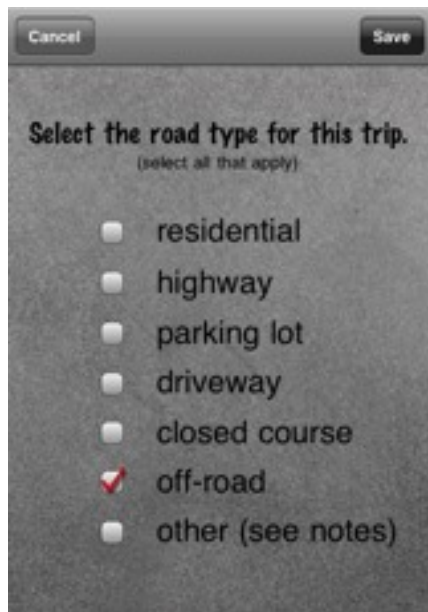 Cancel
Save
Select the road type for this trip.
(select all that apply)
residential
highway
parking lot
driveway
closed course
off-road
other (see notes)